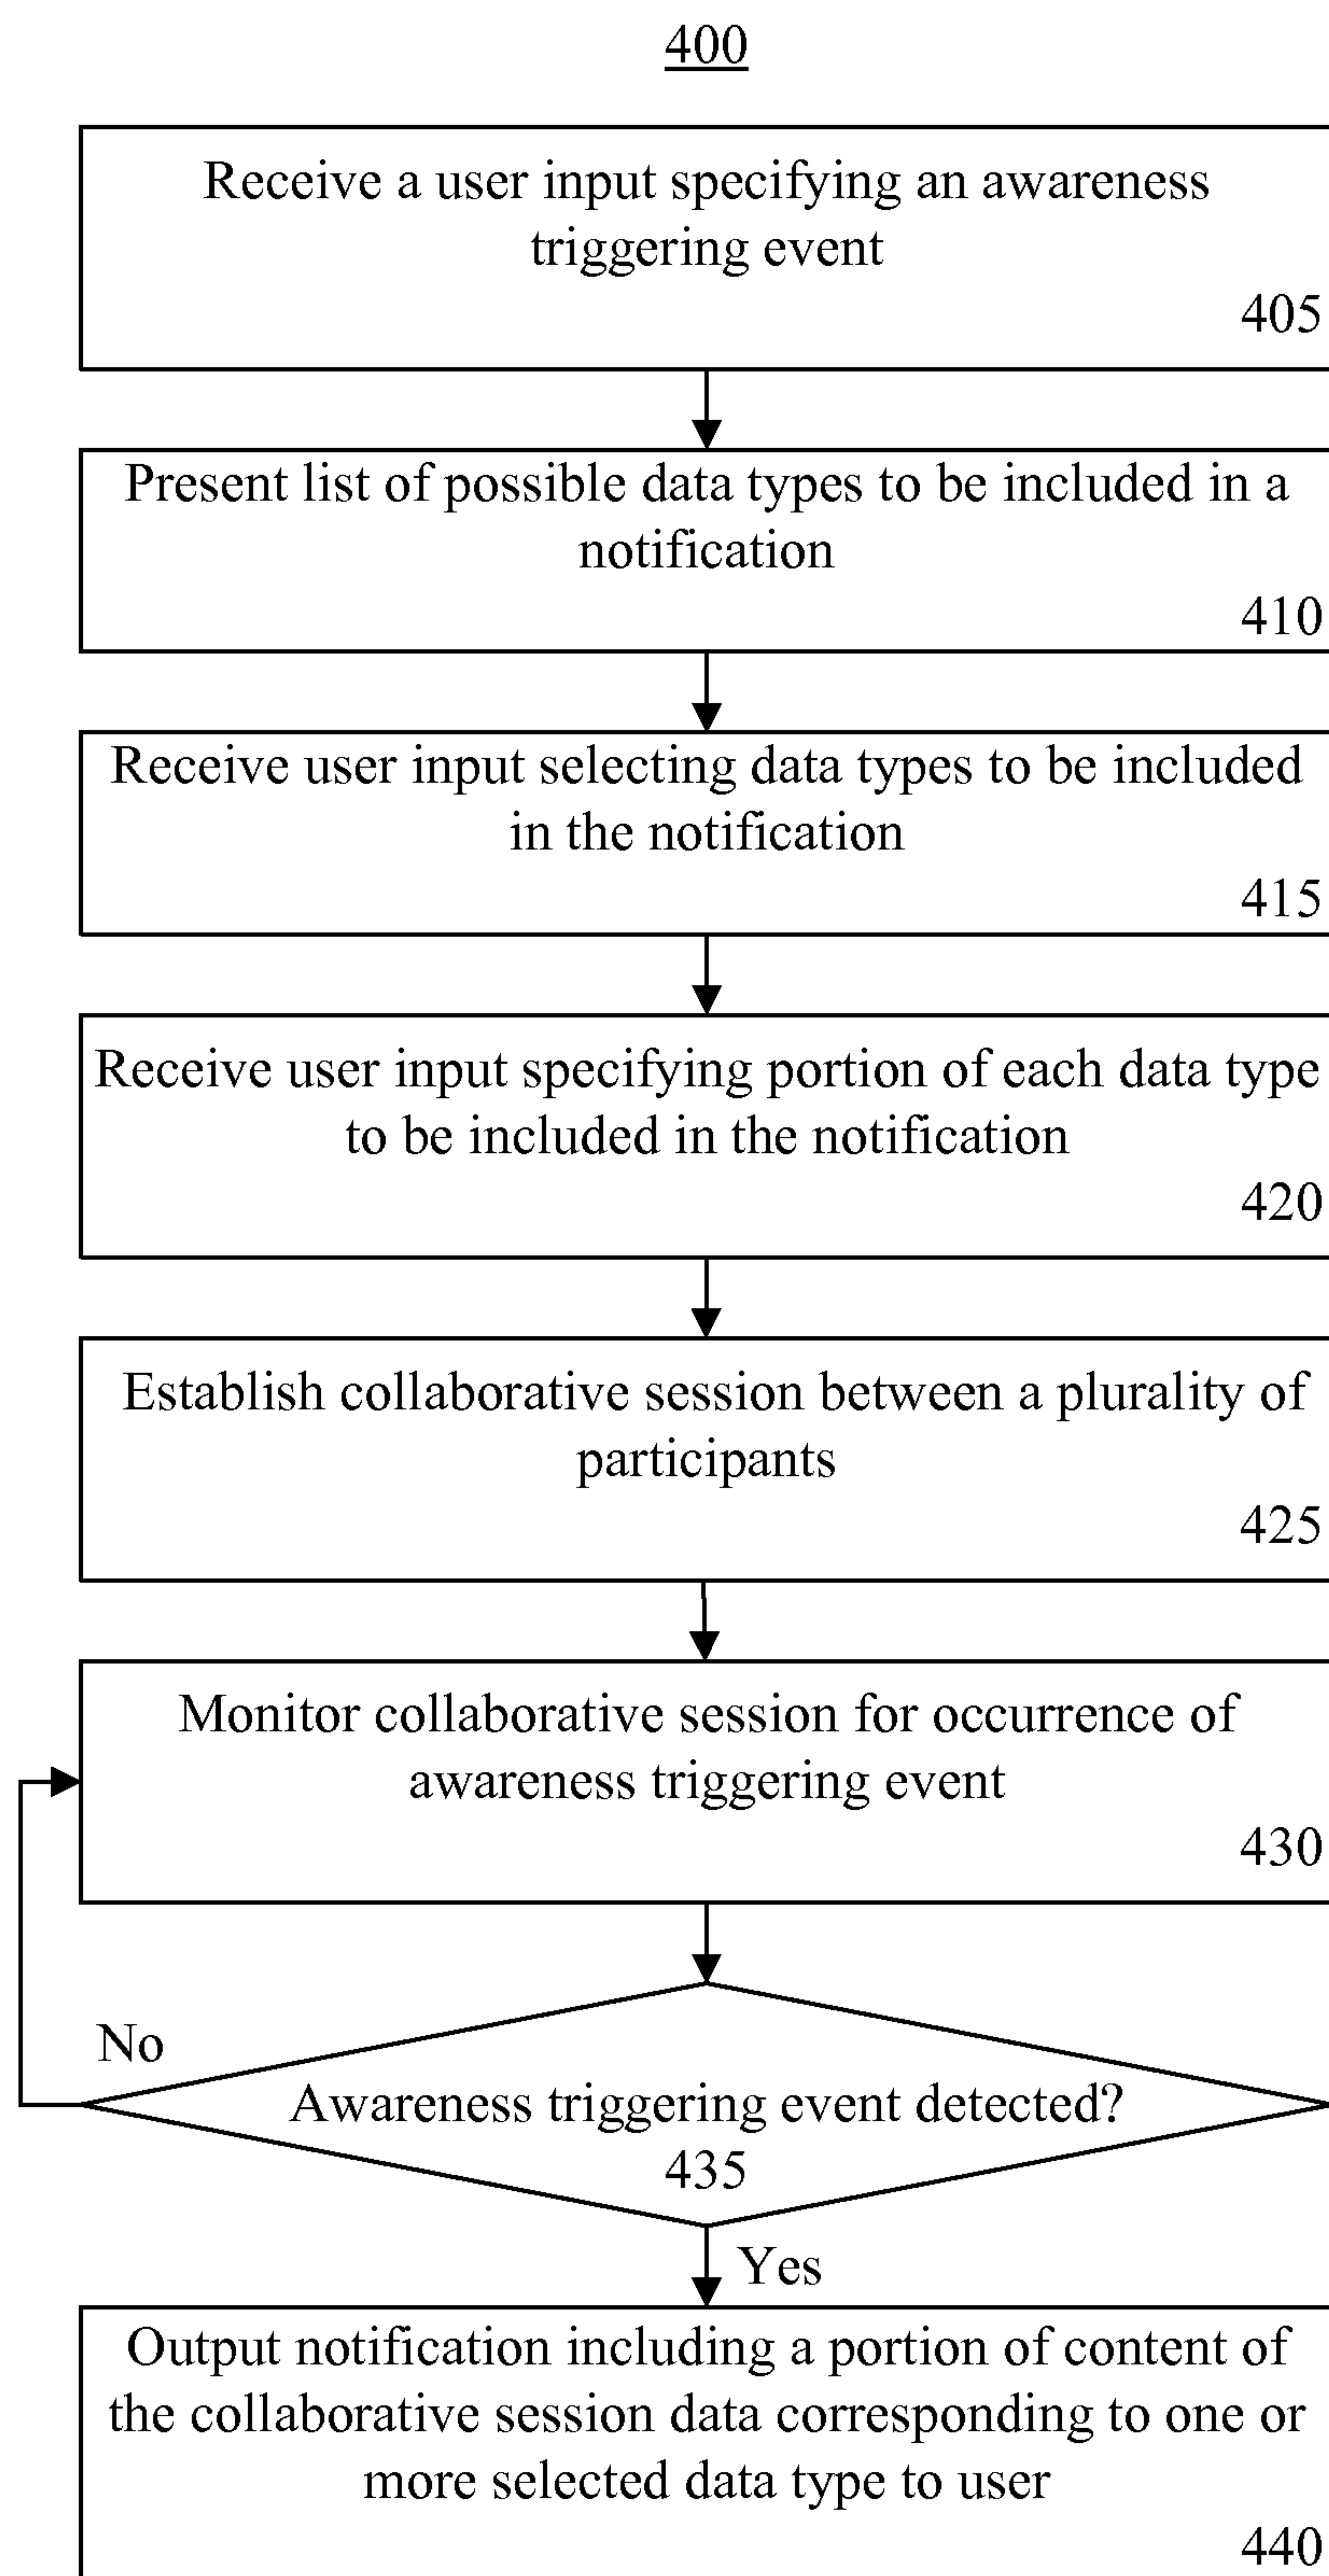 400
Receive a user input specifying an awareness
triggering event
405
Present list of possible data types to be included in a
notification
410
Receive user input selecting data types to be included
in the notification
415
Receive user input specifying portion of each data type
to be included in the notification
420
Establish collaborative session between a plurality of
participants
425
Monitor collaborative session for occurrence of
awareness triggering event
430
No
Awareness triggering event detected?
435
Yes
Output notification including a portion of content of
the collaborative session data corresponding to one or
more selected data type to user
440